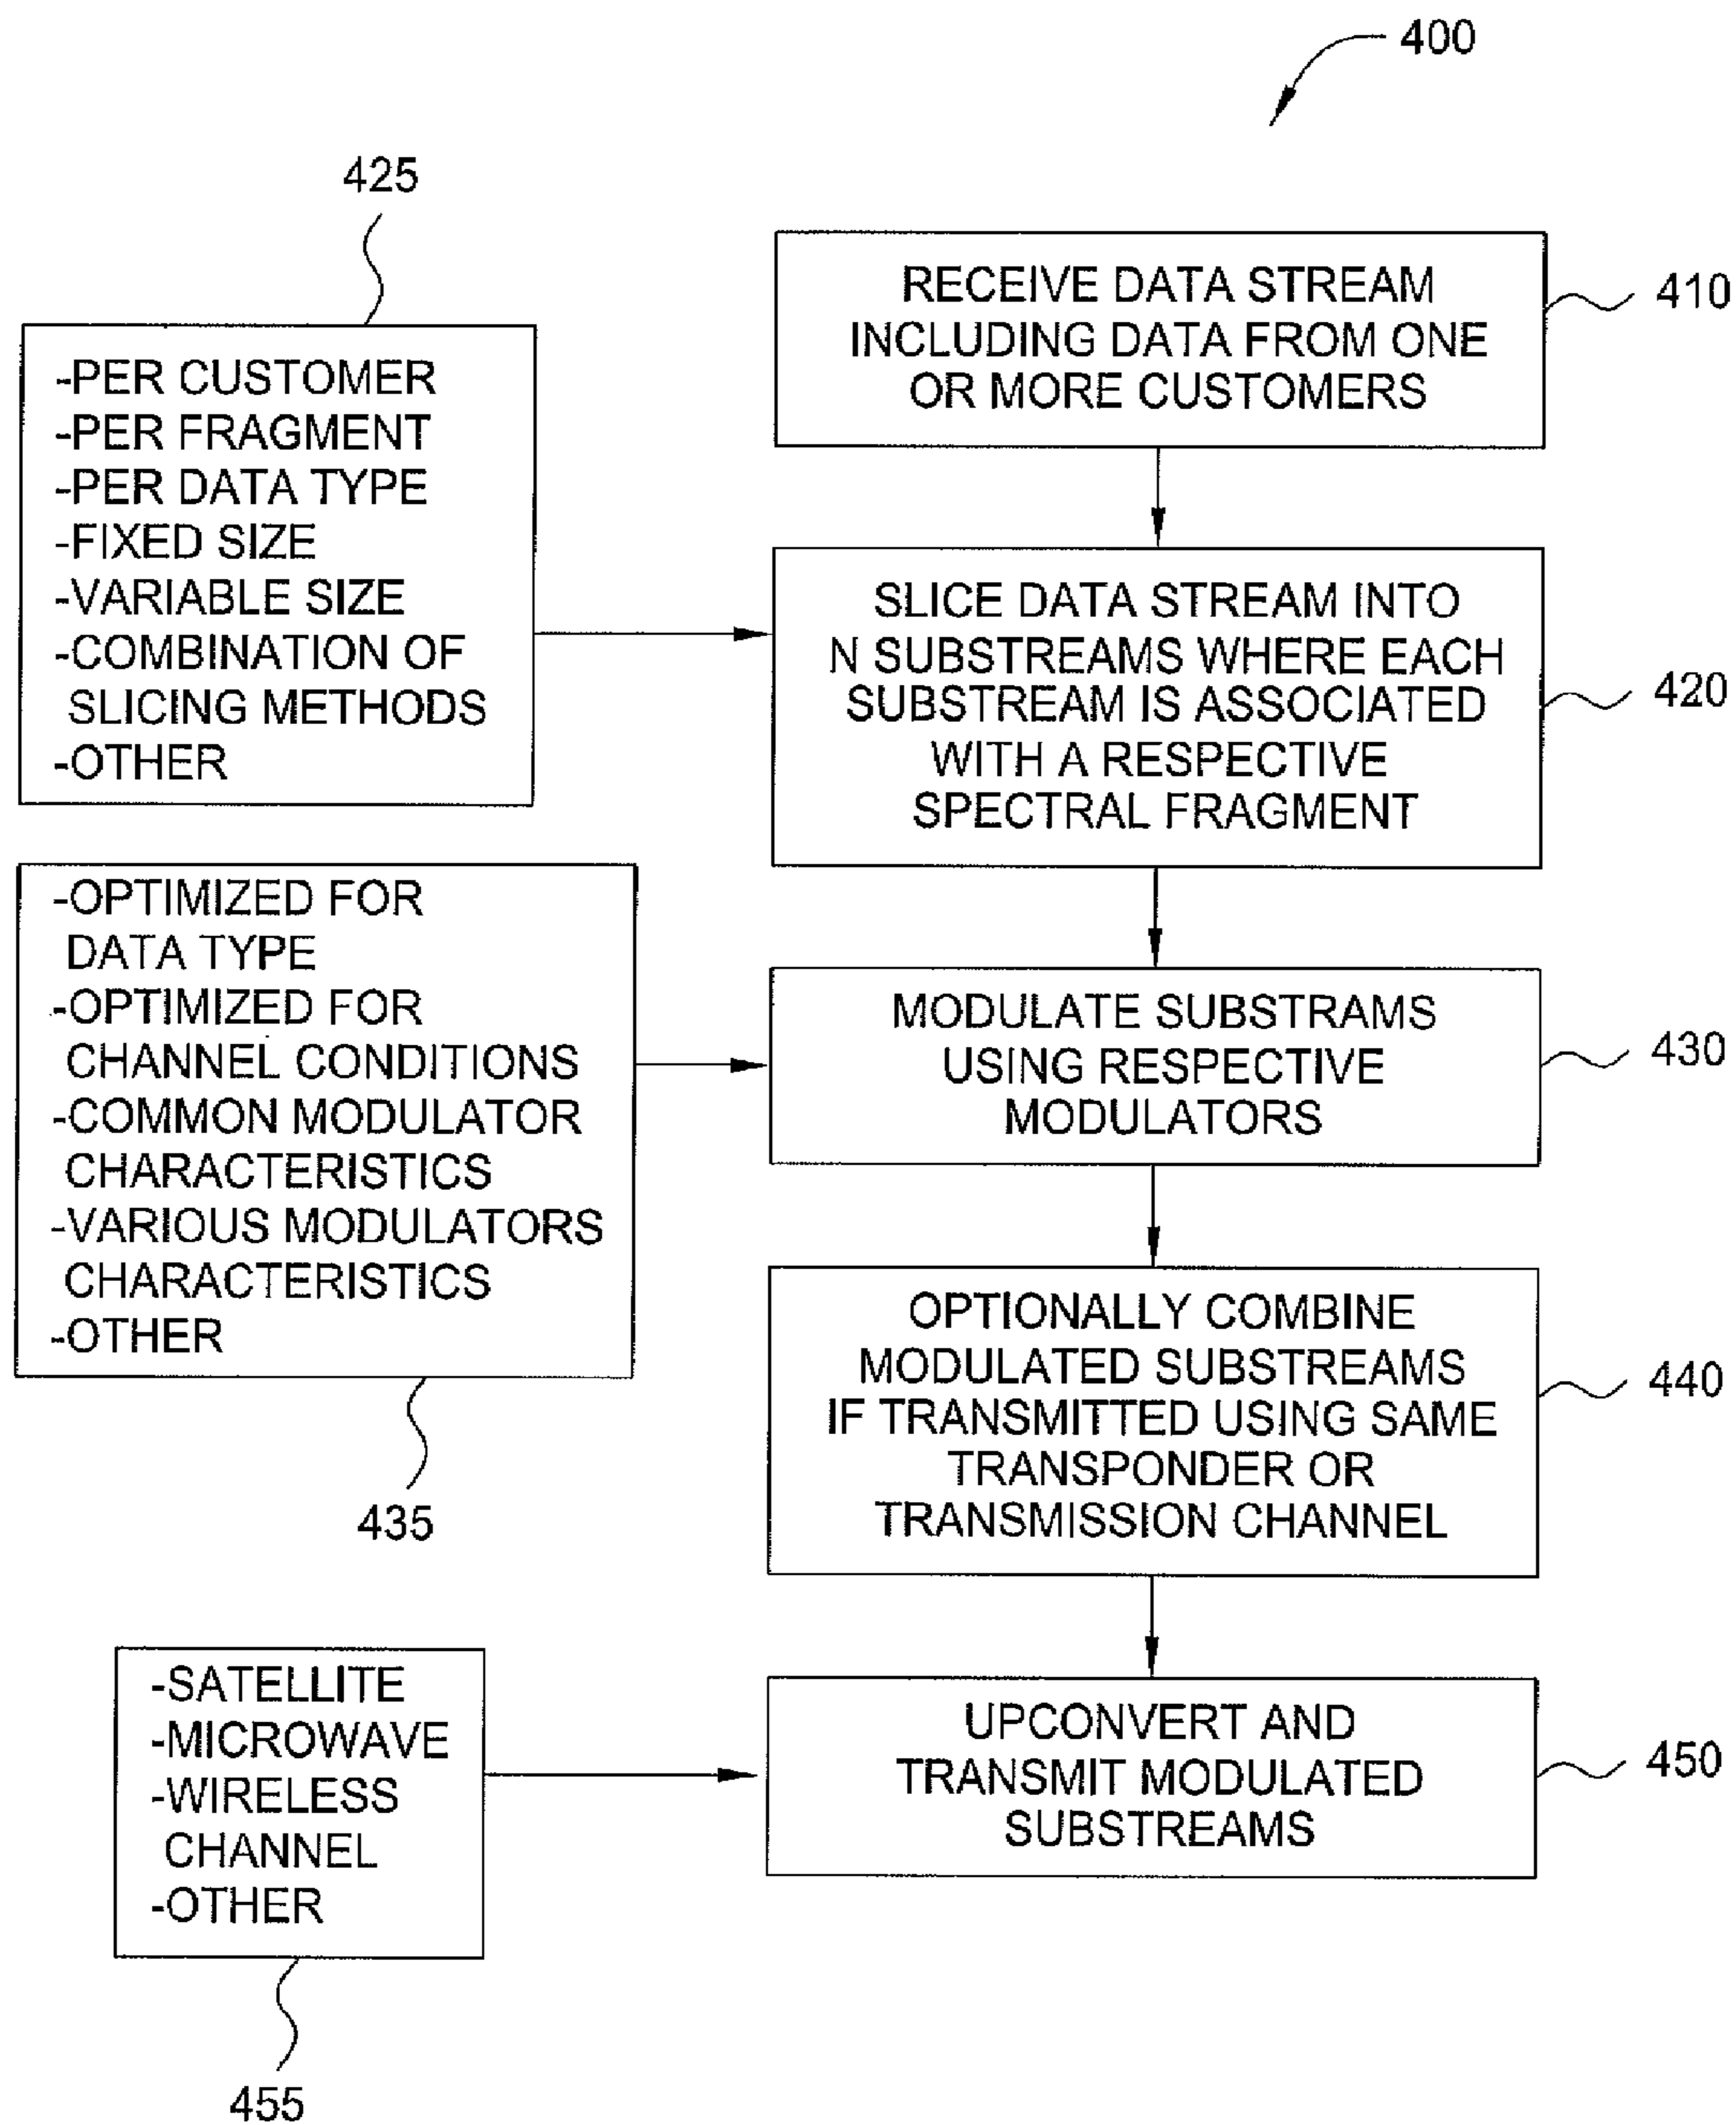 400
425
-PER CUSTOMER
-PER FRAGMENT
-PER DATA TYPE
-FIXED SIZE
-VARIABLE SIZE
-COMBINATION OF
SLICING METHODS
-OTHER
RECEIVE DATA STREAM
INCLUDING DATA FROM ONE
OR MORE CUSTOMERS
410
SLICE DATA STREAM INTO
N SUBSTREAMS WHERE EACH
SUBSTREAM IS ASSOCIATED
WITH A RESPECTIVE
SPECTRAL FRAGMENT
420
-OPTIMIZED FOR
DATA TYPE
-OPTIMIZED FOR
CHANNEL CONDITIONS
-COMMON MODULATOR
CHARACTERISTICS
-VARIOUS MODULATORS
CHARACTERISTICS
-OTHER
435
MODULATE SUBSTRAMS
USING RESPECTIVE
MODULATORS
430
OPTIONALLY COMBINE
MODULATED SUBSTREAMS
IF TRANSMITTED USING SAME
TRANSPONDER OR
TRANSMISSION CHANNEL
440
-SATELLITE
-MICROWAVE
-WIRELESS
CHANNEL
-OTHER
455
UPCONVERT AND
TRANSMIT MODULATED
SUBSTREAMS
450